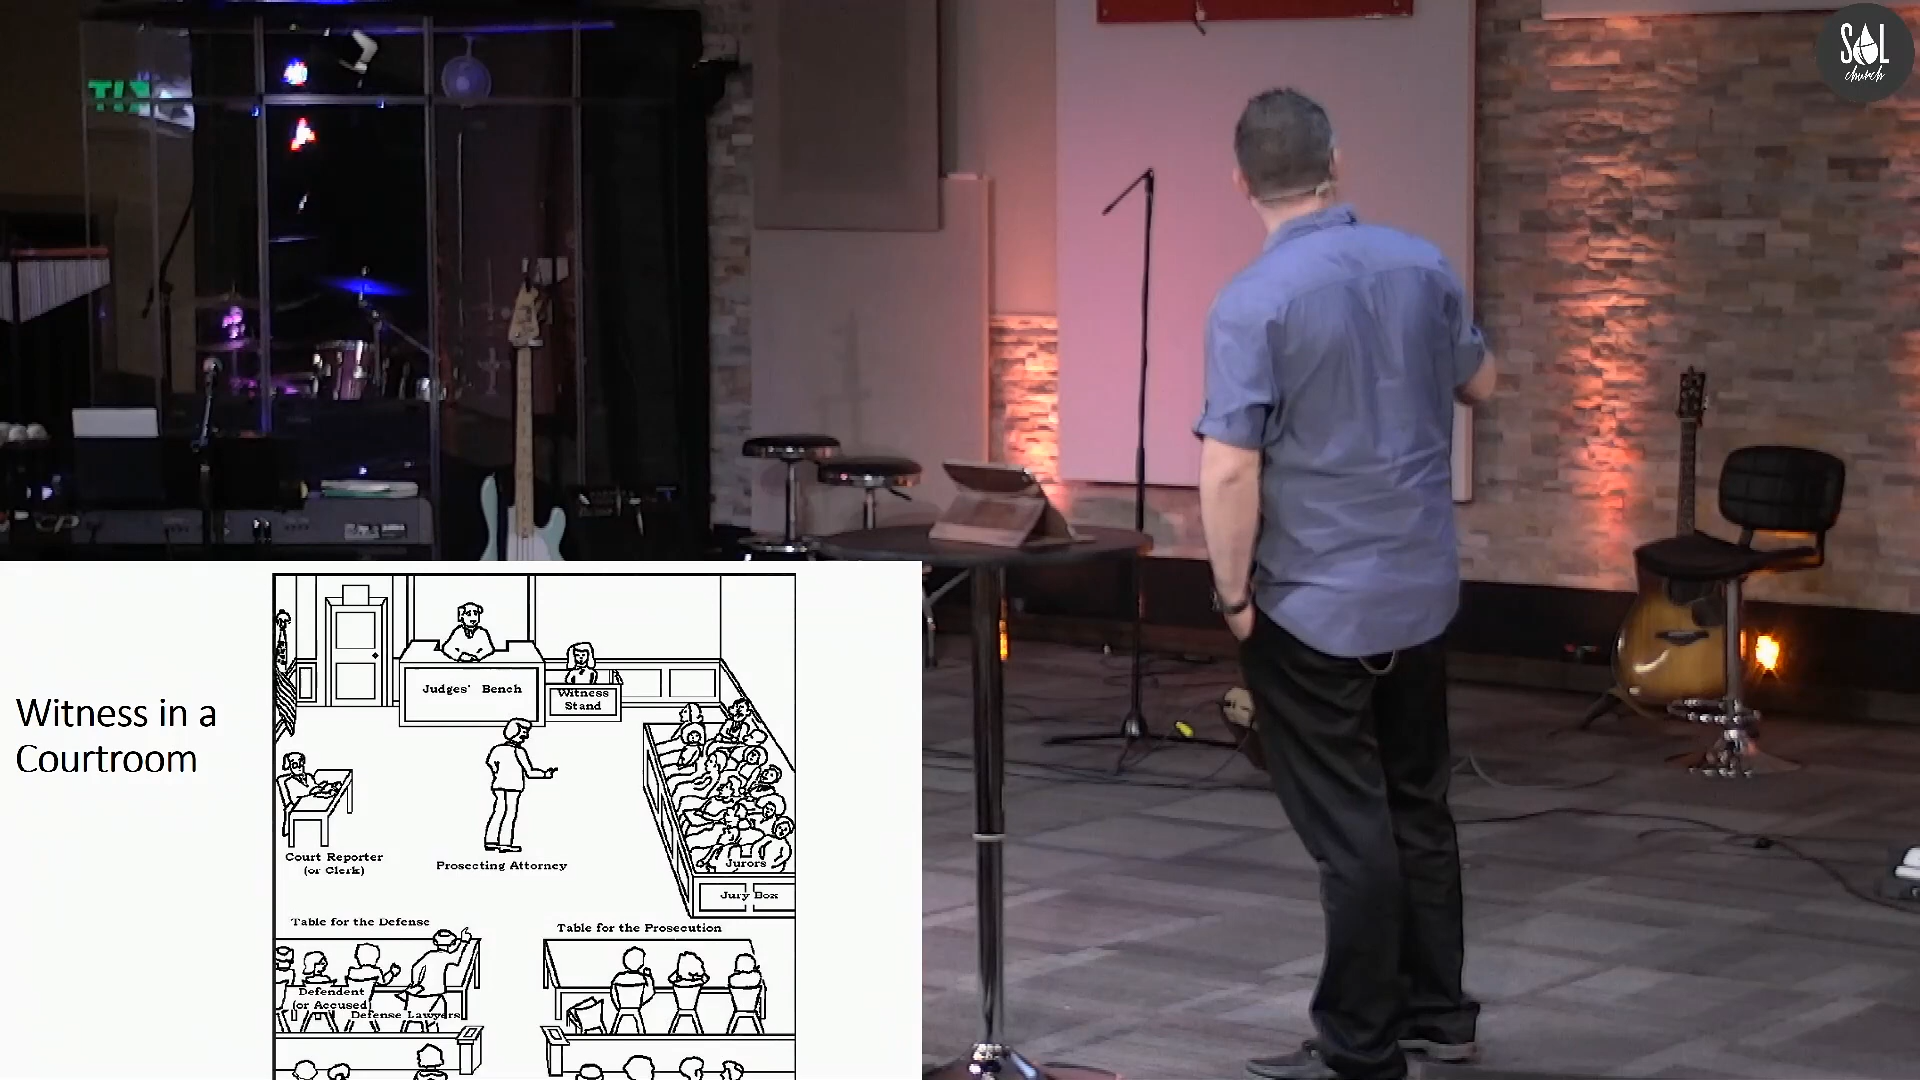 SOL
church
Witness in a
Courtroom
Judges' Bench
Witness
Stand
Court Reporter
(or Clerk)
Prosecting Attorney
Jurors
Jury Box
Table for the Defense
Table for the Prosecution
Defendent
(or Accused)
Defense Lawyers